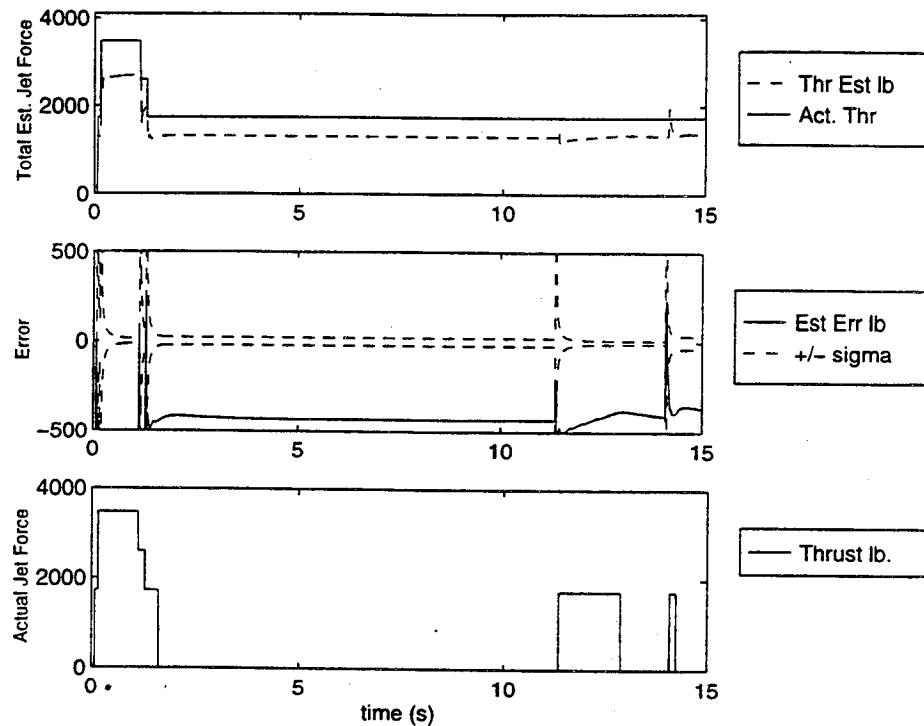 Total Est. Jet Force
4000
2000
0
0
5
10
15
Thr Est lb
Act. Thr
Error
500
0
−500
0
5
10
15
Est Err lb
+/− sigma
Actual Jet Force
4000
2000
0
0
5
10
15
time (s)
Thrust lb.